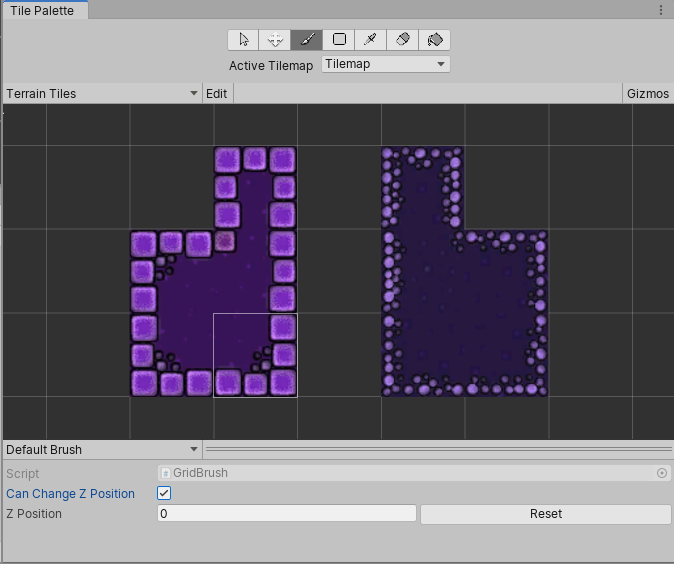 Tile Palette
Active Tilemap Tilemap
Terrain Tiles Edit Gizmos
Default Brush
Script GridBrush
Can Change Z Position
Z Position 0 Reset